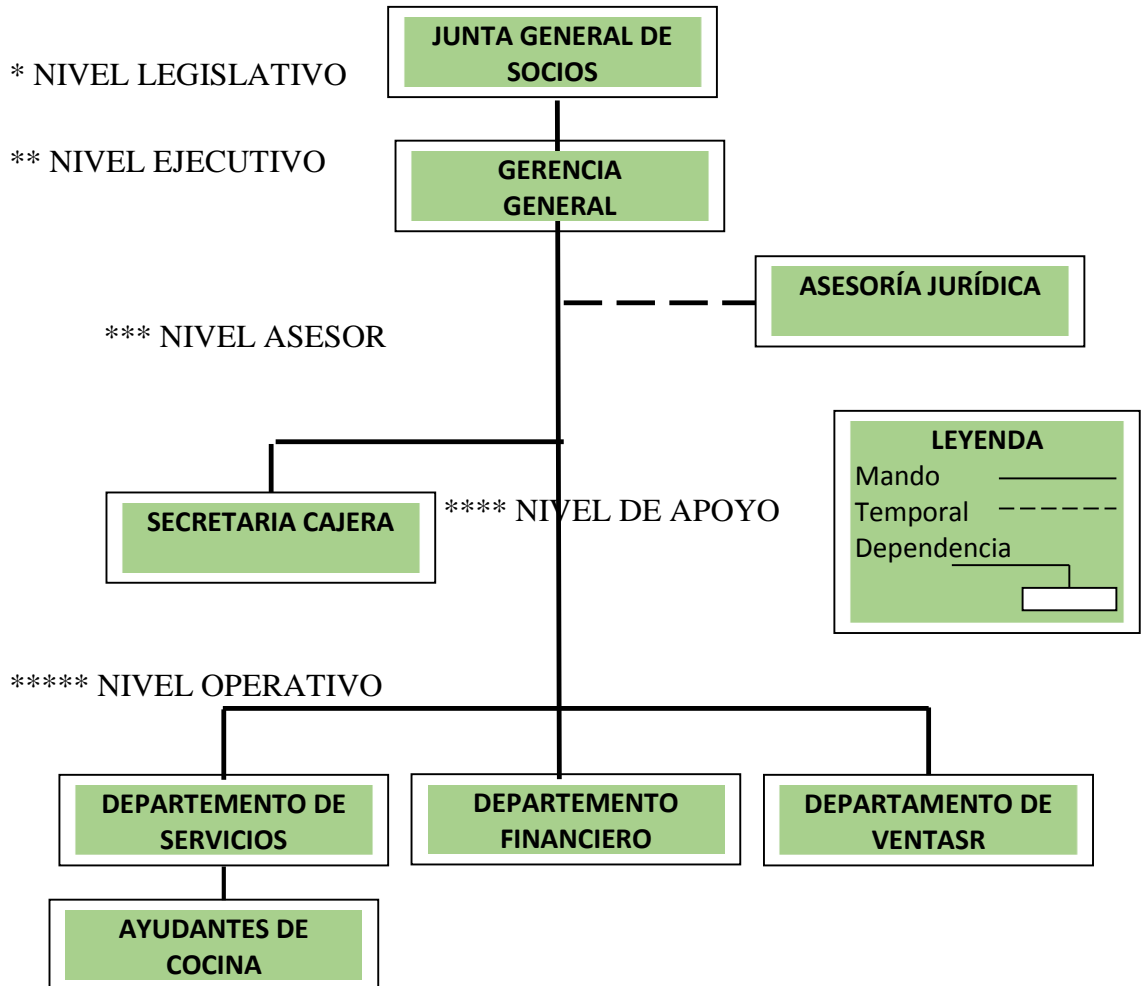 JUNTA GENERAL DE
SOCIOS
* NIVEL LEGISLATIVO
** NIVEL EJECUTIVO
GERENCIA
GENERAL
ASESORÍA JURÍDICA
*** NIVEL ASESOR
LEYENDA
Mando
Temporal
Dependencia
SECRETARIA CAJERA
**** NIVEL DE APOYO
***** NIVEL OPERATIVO
DEPARTEMENTO DE
SERVICIOS
DEPARTEMENTO
FINANCIERO
DEPARTAMENTO DE
VENTASR
AYUDANTES DE
COCINA